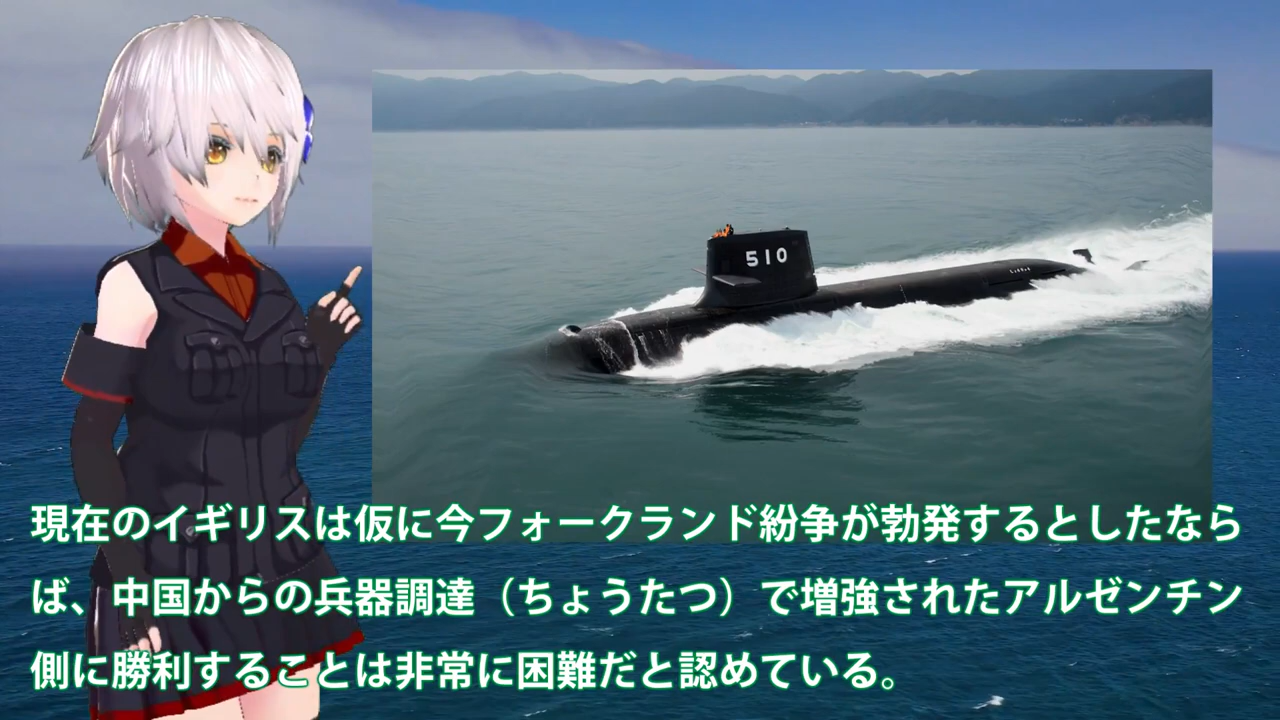 510
現在のイギリスは仮に今フォークランド紛争が勃発するとしたなら
ば、中国からの兵器調達（ちょうたつ）で増強されたアルゼンチン
側に勝利することは非常に困難だと認めている。